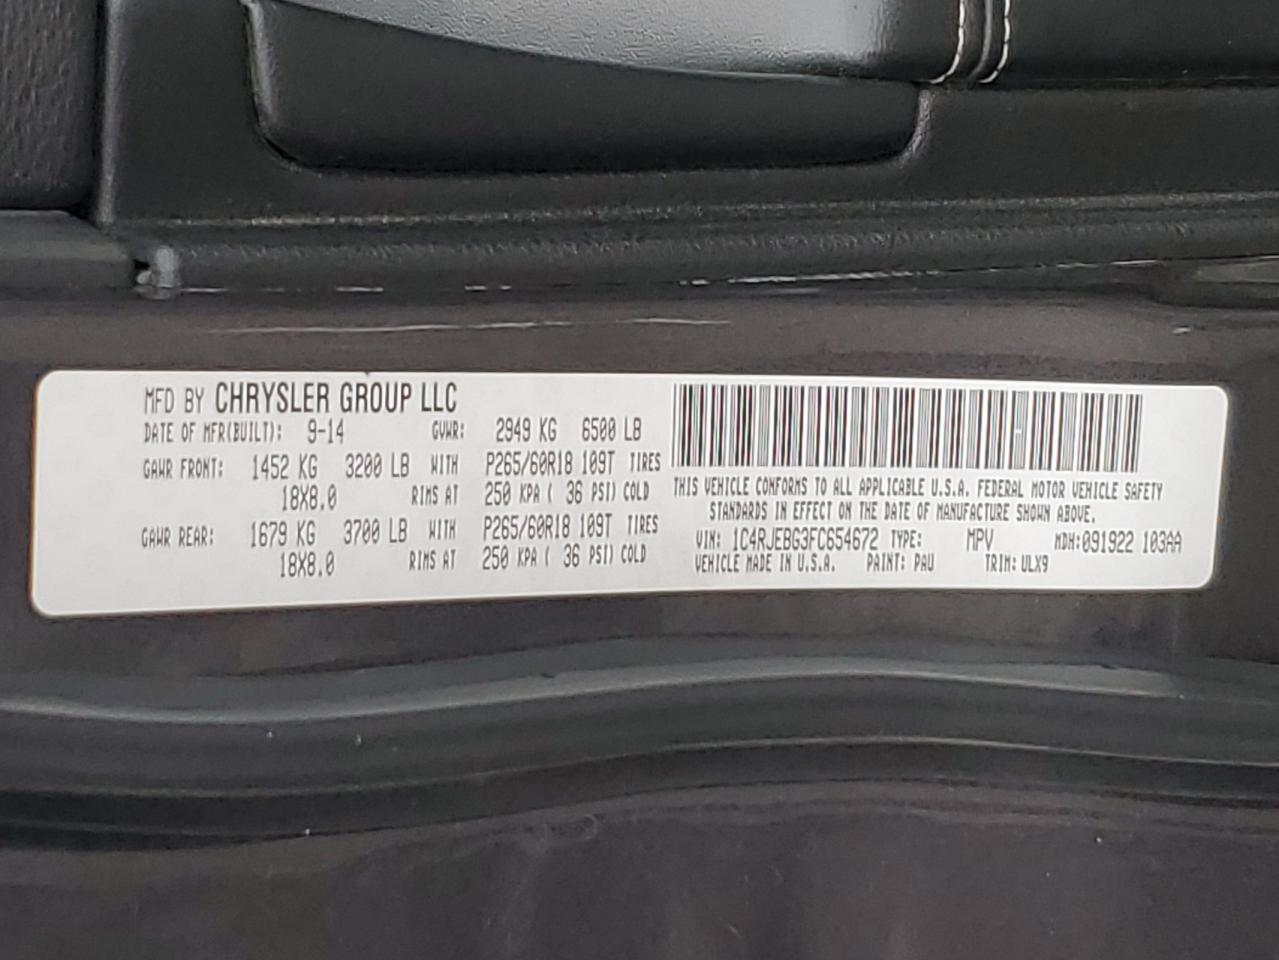 MFD BY CHRYSLER GROUP LLC
DATE OF MFR(BUILT): 9-14 GVWR: 2949 KG 6500 LB
GAWR FRONT: 1452 KG 3200 LB WITH P265/60R18 109T TIRES
18X8.0 RIMS AT 250 KPA ( 36 PSI) COLD
GAWR REAR: 1679 KG 3700 LB WITH P265/60R18 109T TIRES
18X8.0 RIMS AT 250 KPA ( 36 PSI) COLD
THIS VEHICLE CONFORMS TO ALL APPLICABLE U.S.A. FEDERAL MOTOR VEHICLE SAFETY
STANDARDS IN EFFECT ON THE DATE OF MANUFACTURE SHOWN ABOVE.
VIN: 1C4RJEBG3FC654672 TYPE: MPV MDH:091922 103AA
VEHICLE MADE IN U.S.A. PAINT: PAU TRIM: ULX9